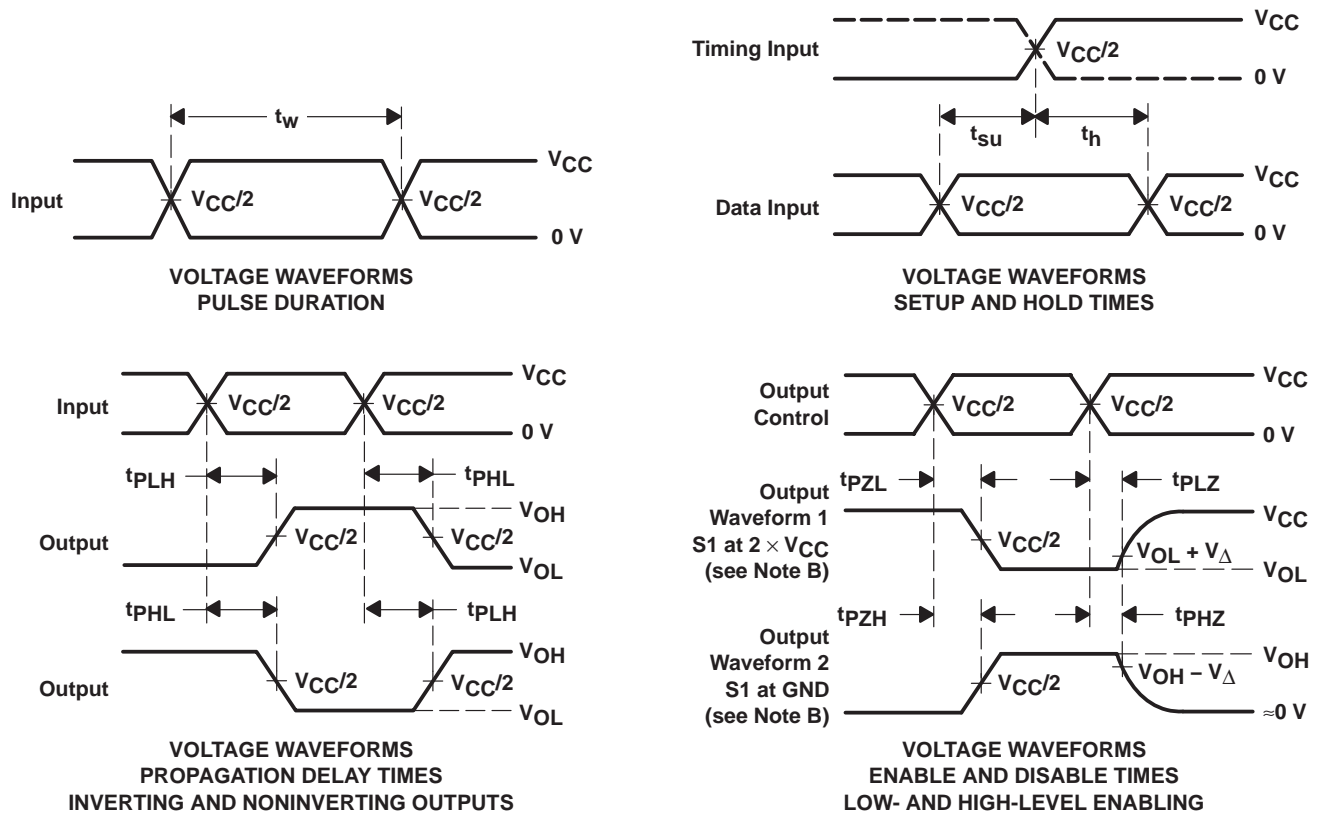 tw
VCC
Input
VCC/2
VCC/2
0 V
VOLTAGE WAVEFORMS
PULSE DURATION
VCC
Timing Input
VCC/2
0 V
tsu
th
VCC
Data Input
VCC/2
VCC/2
0 V
VOLTAGE WAVEFORMS
SETUP AND HOLD TIMES
VCC
Input
VCC/2
VCC/2
0 V
tPLH
tPHL
VOH
Output
VCC/2
VCC/2
VOL
tPHL
tPLH
VOH
Output
VCC/2
VCC/2
VOL
VOLTAGE WAVEFORMS
PROPAGATION DELAY TIMES
INVERTING AND NONINVERTING OUTPUTS
VCC
Output
Control
VCC/2
VCC/2
0 V
tPZL
tPLZ
Output
Waveform 1
S1 at 2 × VCC
(see Note B)
VCC
VCC/2
VOL + VΔ
VOL
tPZH
tPHZ
Output
Waveform 2
S1 at GND
(see Note B)
VOH
VCC/2
VOH − VΔ
≈0 V
VOLTAGE WAVEFORMS
ENABLE AND DISABLE TIMES
LOW- AND HIGH-LEVEL ENABLING